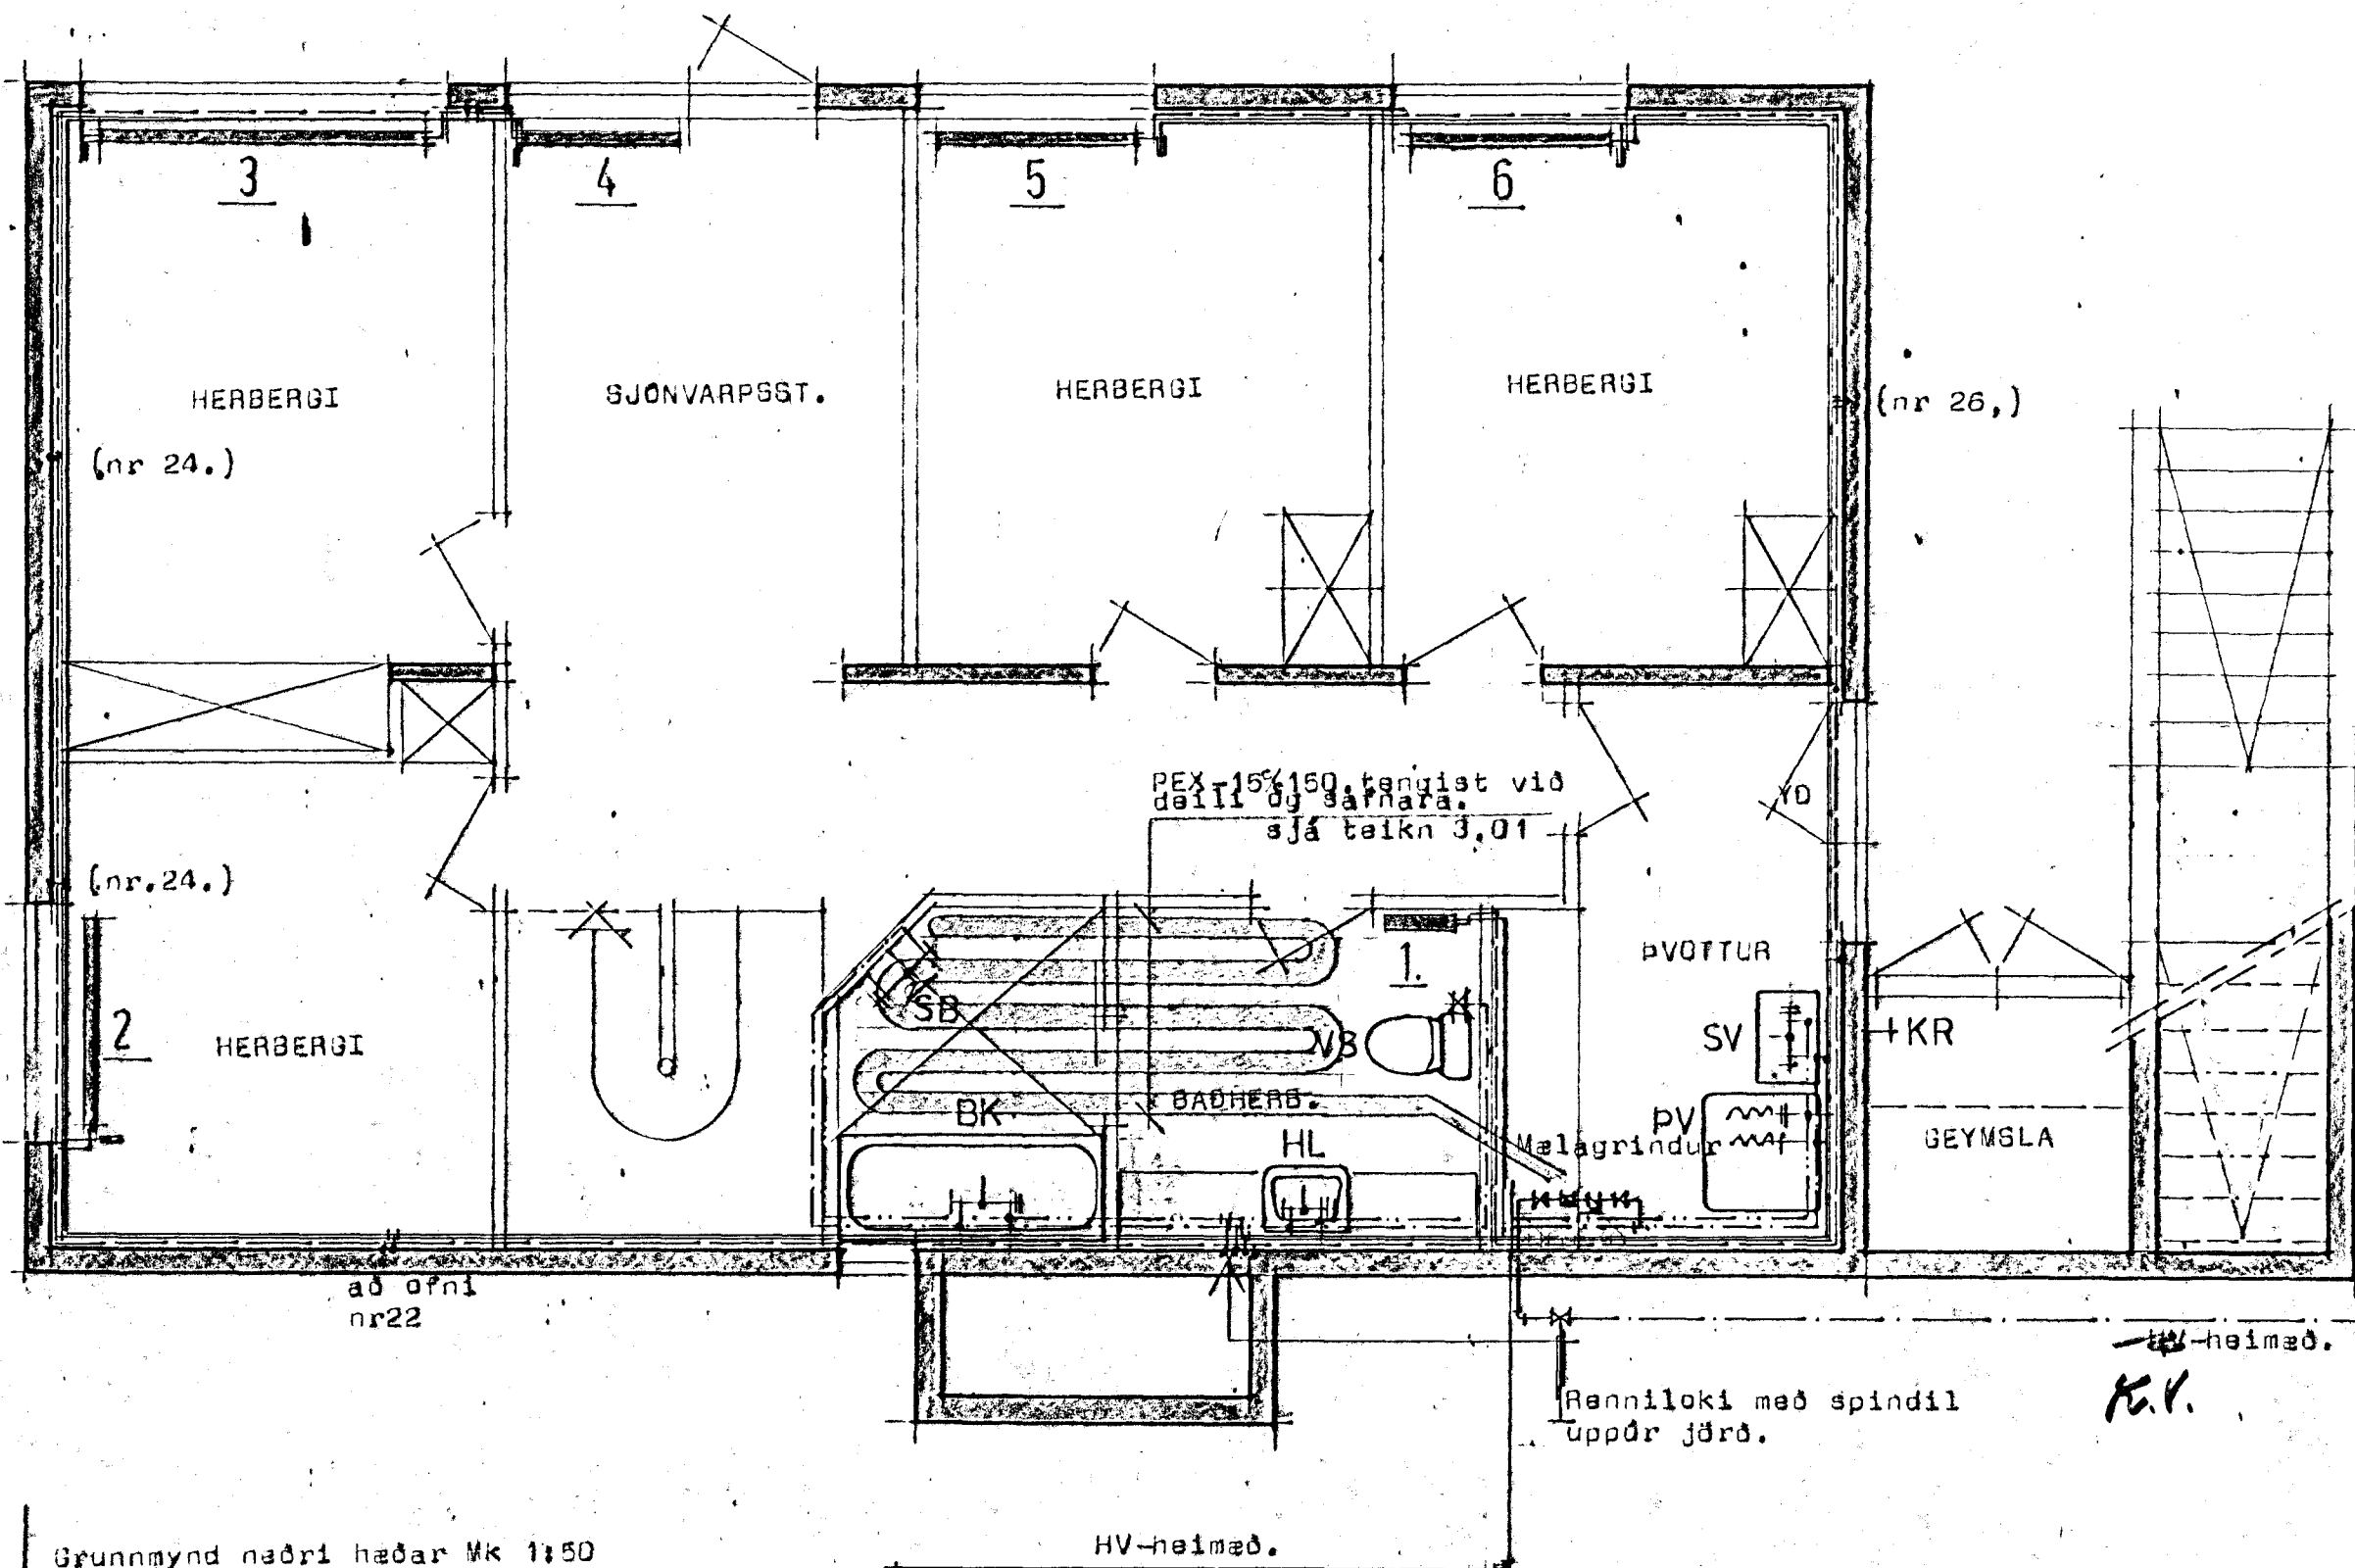 3
4
5
6
HERBERGI
SJÓNVARPSST.
HERBERGI
HERBERGI
(nr 26,)
(nr 24.)
PEX-15%150.tengist við
deili og safnara.
sjá teikn 3,01
YD
(nr.24.)
1.
ÞVOTTUR
SB
2
HERBERGI
VS
SV
KR
BK
BAÐHERB.
ÞV
HL
Mælagrindur
GEYMSLA
að ofni
nr22
-heimæð.
K.V.
Renniloki með spindil
uppúr jörð.
HV-heimæð.
Grunnmynd neðri hæðar Mk 1:50